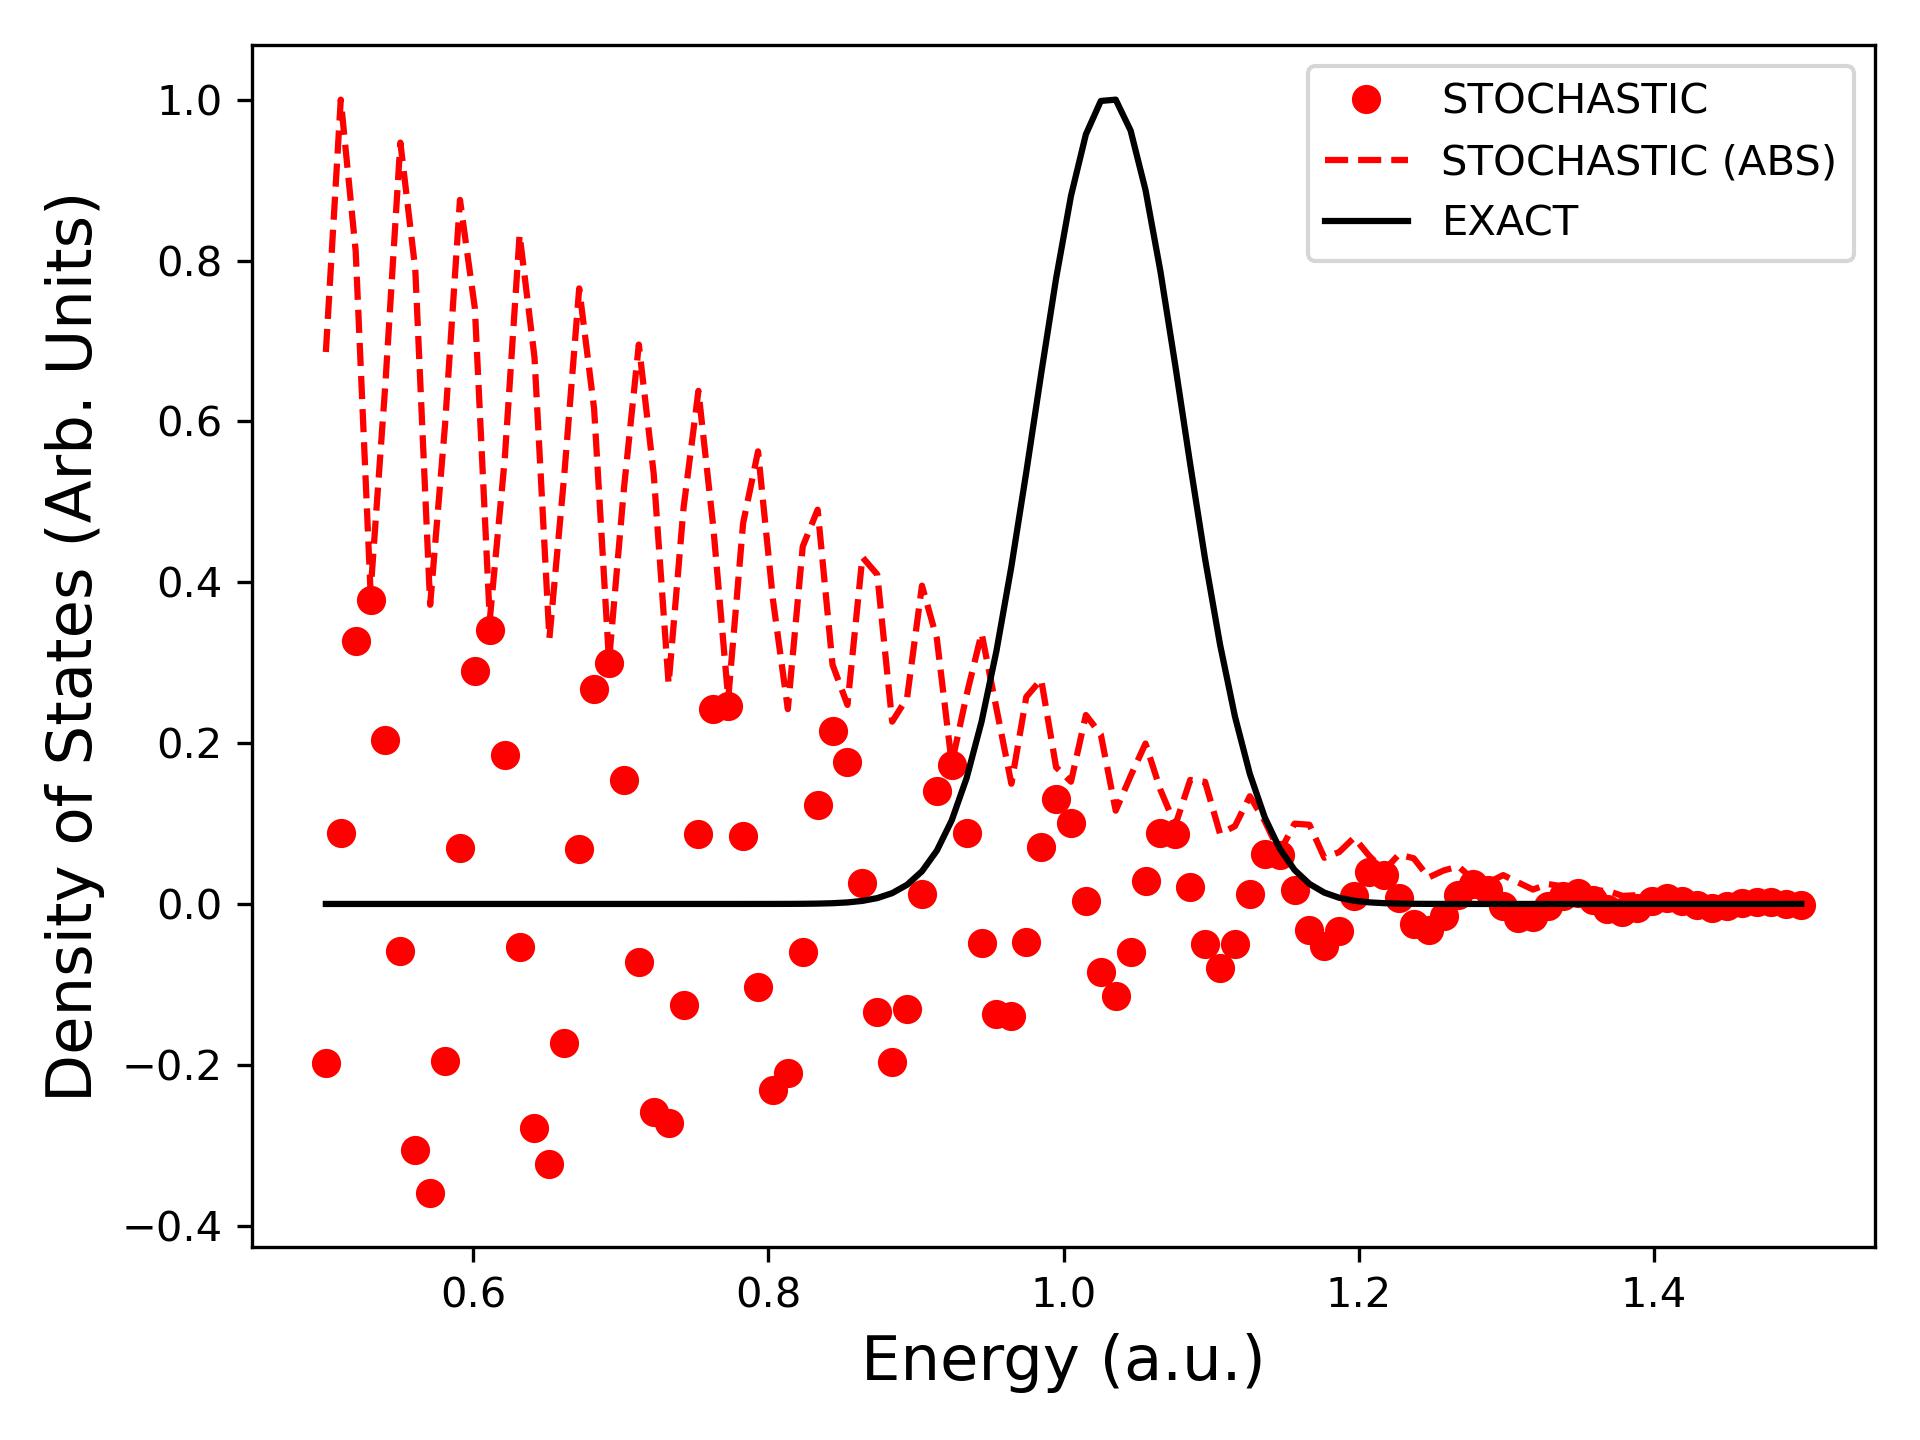 1.0
0.8
0.6
0.4
0.2
0.0
−0.2
−0.4
Density of States (Arb. Units)
STOCHASTIC
STOCHASTIC (ABS)
EXACT
0.6 0.8 1.0 1.2 1.4
Energy (a.u.)